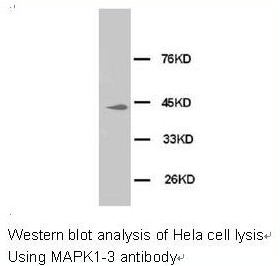 76KD
45KD
33KD
26KD
Western blot analysis of Hela cell lysis
Using MAPK1-3 antibody